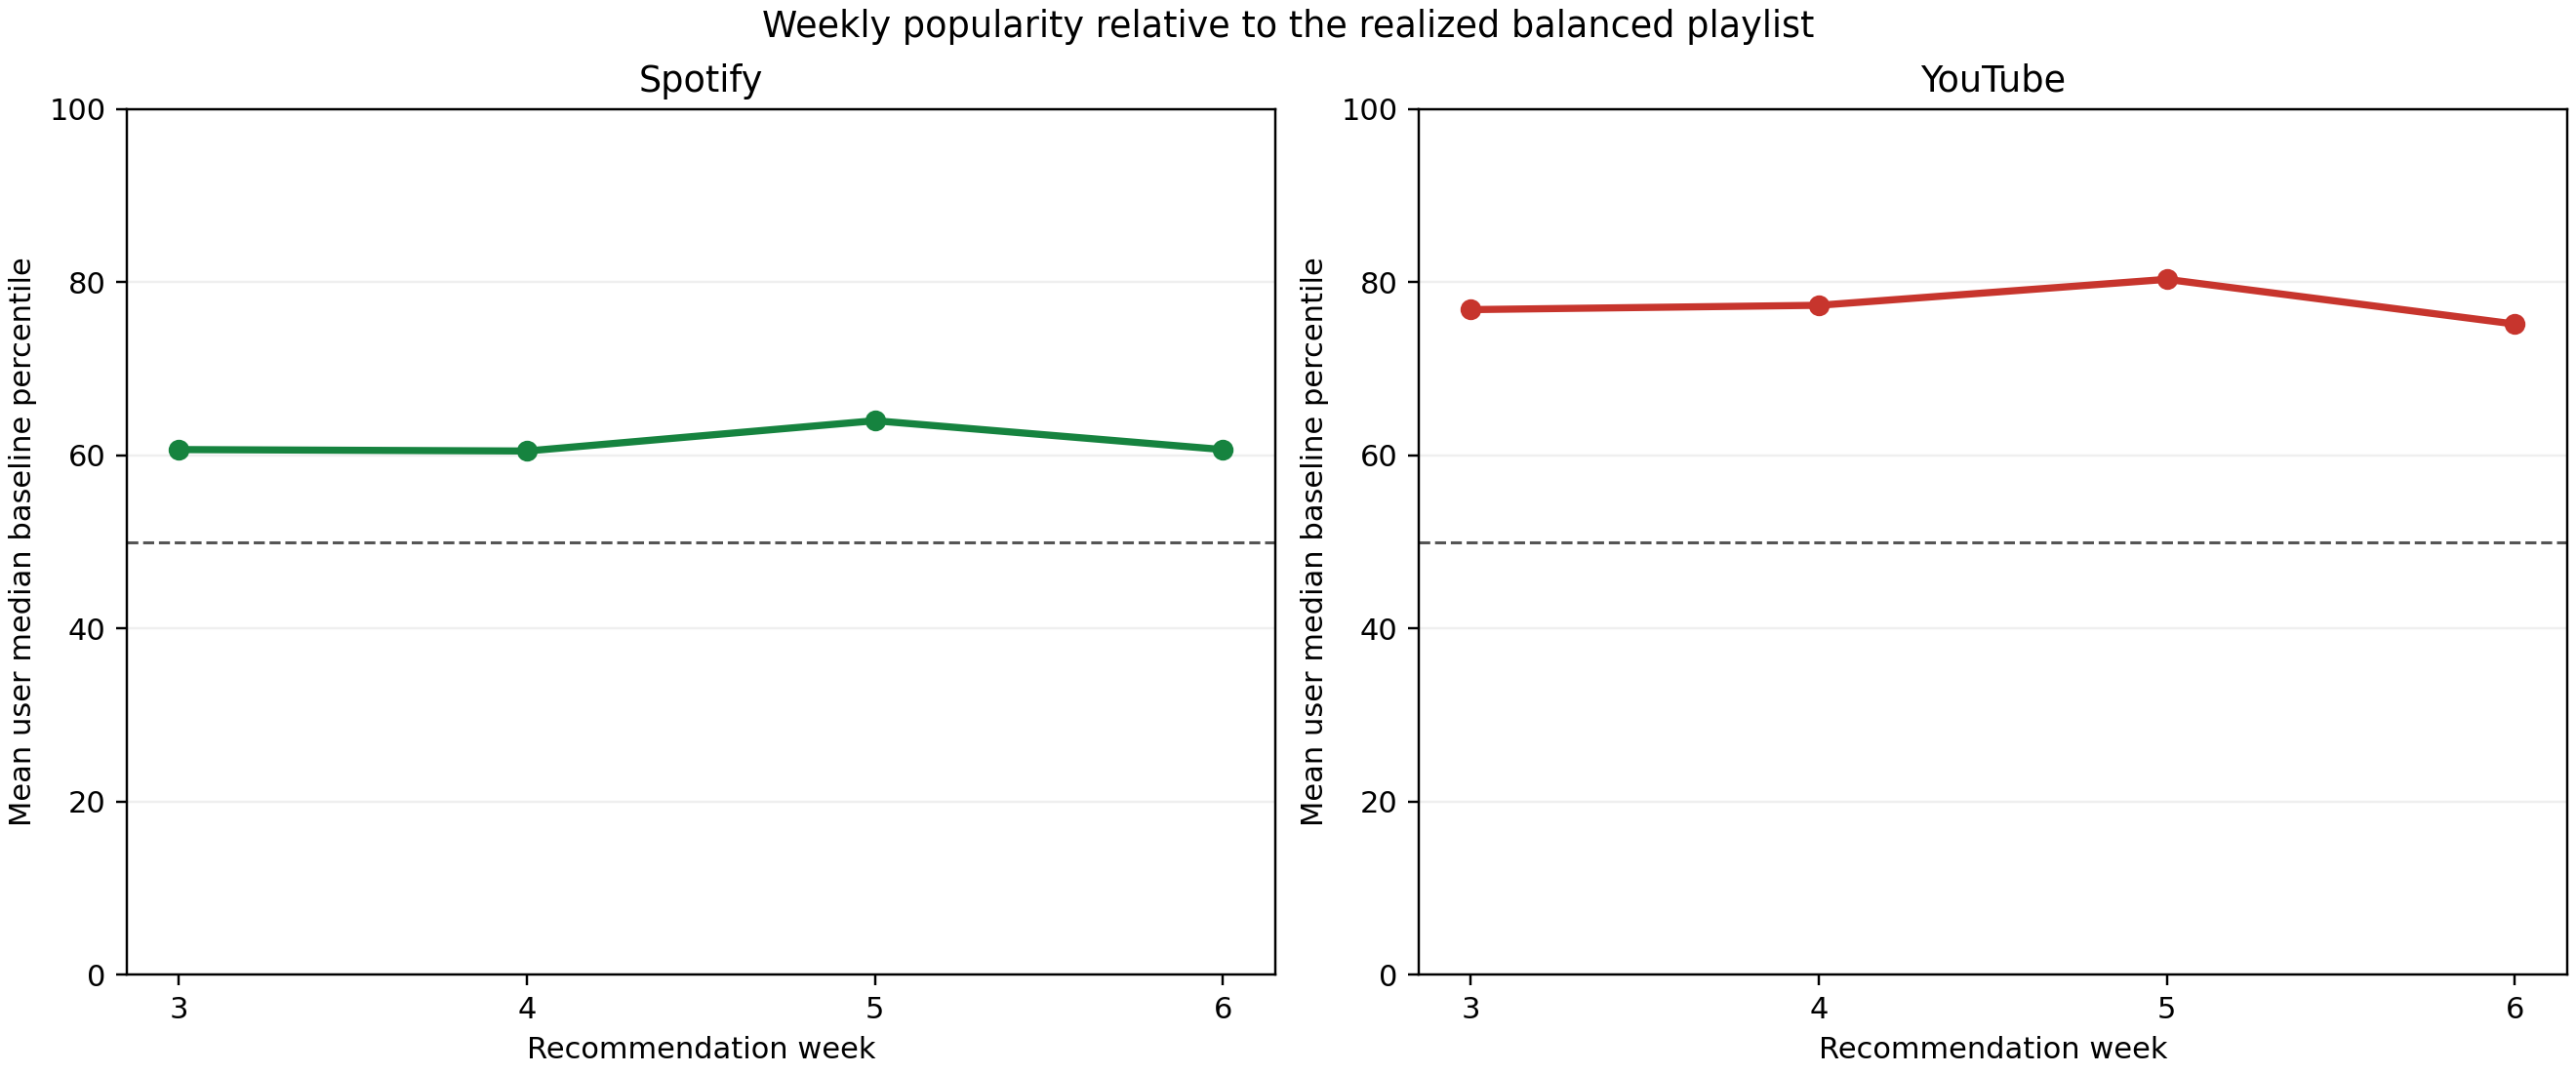 Weekly popularity relative to the realized balanced playlist
Spotify
Mean user median baseline percentile
100
80
60
40
20
0
3 4 5 6
Recommendation week
YouTube
Mean user median baseline percentile
100
80
60
40
20
0
3 4 5 6
Recommendation week